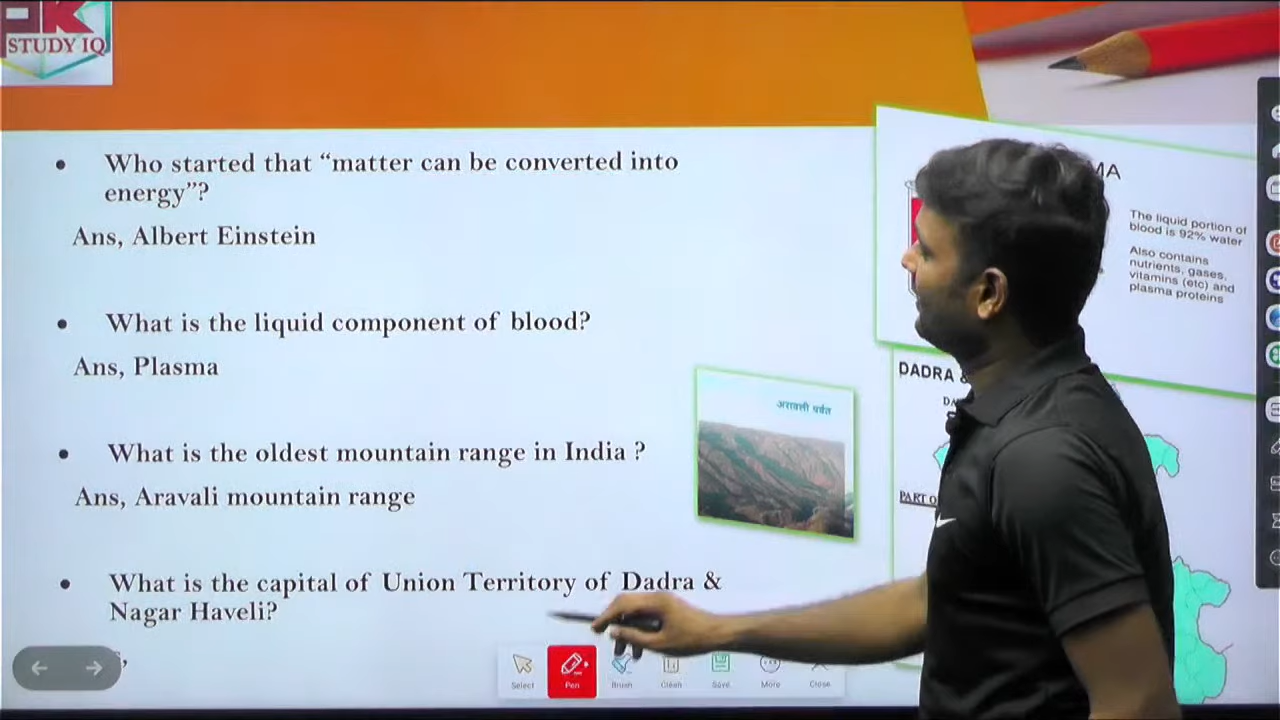 STUDY IQ
• Who started that “matter can be converted into
energy”?
Ans, Albert Einstein
• What is the liquid component of blood?
Ans, Plasma
• What is the oldest mountain range in India ?
Ans, Aravali mountain range
• What is the capital of Union Territory of Dadra &
Nagar Haveli?
अरावली पर्वत
The liquid portion of
blood is 92% water
Also contains
nutrients, gases,
vitamins (etc) and
plasma proteins
DADRA &
PART O
Select
Pen
Brush
Clean
Save
More
Close